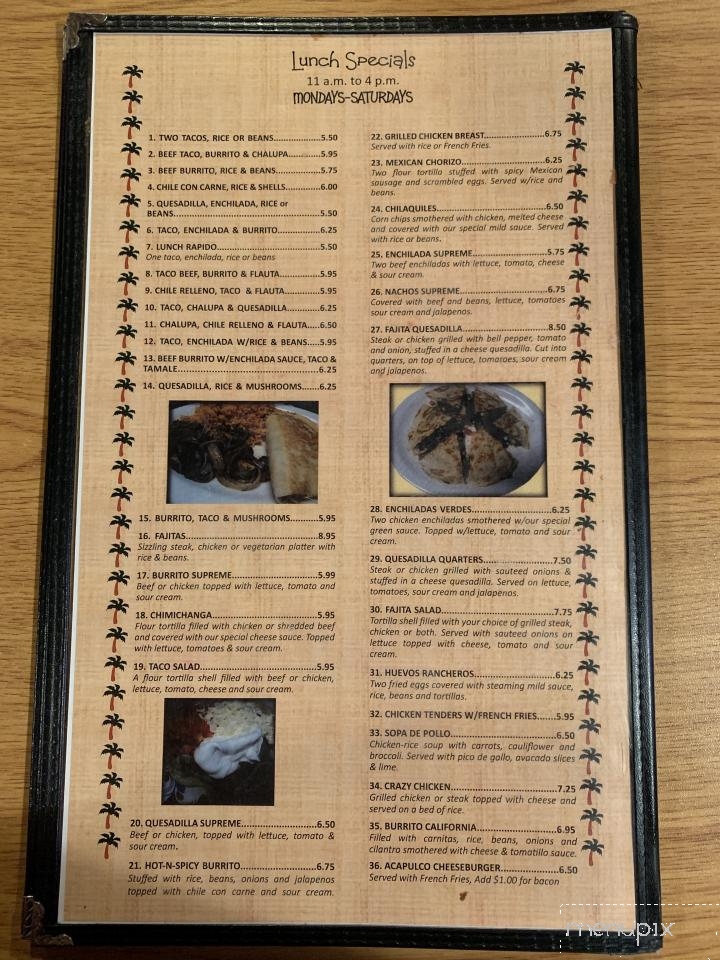 Lunch Specials
11 a.m. to 4 p.m.
MONDAYS-SATURDAYS
1. TWO TACOS, RICE OR BEANS.....................5.50
2. BEEF TACO, BURRITO & CHALUPA..............5.95
3. BEEF BURRITO, RICE & BEANS....................5.75
4. CHILE CON CARNE, RICE & SHELLS............6.00
5. QUESADILLA, ENCHILADA, RICE or
BEANS.............................................5.50
6. TACO, ENCHILADA & BURRITO................6.25
7. LUNCH RAPIDO.................................5.50
One taco, enchilada, rice or beans
8. TACO BEEF, BURRITO & FLAUTA..............5.95
9. CHILE RELLENO, TACO & FLAUTA............5.95
10. TACO, CHALUPA & QUESADILLA............6.25
11. CHALUPA, CHILE RELLENO & FLAUTA.....6.50
12. TACO, ENCHILADA W/RICE & BEANS......5.95
13. BEEF BURRITO W/ENCHILADA SAUCE, TACO &
TAMALE.............................................6.25
14. QUESADILLA, RICE & MUSHROOMS.......6.25
15. BURRITO, TACO & MUSHROOMS............5.95
16. FAJITAS..........................................8.95
Sizzling steak, chicken or vegetarian platter with
rice & beans.
17. BURRITO SUPREME............................5.99
Beef or chicken topped with lettuce, tomato and
sour cream.
18. CHIMCHANGA..................................5.95
Flour tortilla filled with chicken or shredded beef
and covered with our special cheese sauce. Topped
with lettuce, tomatoes & sour cream.
19. TACO SALAD.....................................5.95
A flour tortilla shell filled with beef or chicken,
lettuce, tomato, cheese and sour cream.
20. QUESADILLA SUPREME.......................6.50
Beef or chicken, topped with lettuce, tomato &
sour cream.
21. HOT-N-SPICY BURRITO.......................6.75
Stuffed with rice, beans, onions and jalapenos
topped with chile con carne and sour cream.
22. GRILLED CHICKEN BREAST..................6.75
Served with rice or French Fries.
23. MEXICAN CHORIZO...........................6.25
Two flour tortilla stuffed with spicy Mexican
sausage and scrambled eggs. Served w/rice and
beans.
24. CHILAQUILES...................................6.50
Corn chips smothered with chicken, melted cheese
and covered with our special mild sauce. Served
with rice or beans.
25. ENCHILADA SUPREME........................5.75
Two beef enchiladas with lettuce, tomato, cheese
& sour cream.
26. NACHOS SUPREME............................6.75
Covered with beef and beans, lettuce, tomatoes
sour cream and jalapenos.
27. FAJITA QUESADILLA...........................8.50
Steak or chicken grilled with bell pepper, tomato
and onion, stuffed in a cheese quesadilla. Cut into
quarters, on top of lettuce, tomatoes, sour cream
and jalapenos.
28. ENCHILADAS VERDES.........................6.25
Two chicken enchiladas smothered w/our special
green sauce. Topped w/lettuce, tomato and sour
cream.
29. QUESADILLA QUARTERS.....................7.50
Steak or chicken grilled with sauteed onions &
stuffed in a cheese quesadilla. Served on lettuce,
tomatoes, sour cream and jalapenos.
30. FAJITA SALAD...................................7.75
Tortilla shell filled with your choice of grilled steak,
chicken or both. Served with sauteed onions on
lettuce topped with cheese, tomato and sour
cream.
31. HUEVOS RANCHEROS........................6.25
Two fried eggs covered with steaming mild sauce,
rice, beans and tortillas.
32. CHICKEN TENDERS W/FRENCH FRIES......5.95
33. SOPA DE POLLO................................6.50
Chicken-rice soup with carrots, cauliflower and
broccoli. Served with pico de gallo, avacado slices
& lime.
34. CRAZY CHICKEN................................7.25
Grilled chicken or steak topped with cheese and
served on a bed of rice.
35. BURRITO CALIFORNIA........................6.95
Filled with carnitas, rice, beans, onions and
cilantro smothered with cheese & tomatillo sauce.
36. ACAPULCO CHEESEBURGER.................6.50
Served with French Fries, Add $1.00 for bacon
menupix